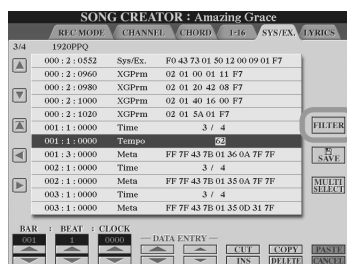 SONG CREATOR : Amazing Grace
REC MODE CHANNEL CHORD 1-16 SYS/EX. LYRICS
3/4 1920PPQ
000 : 2 : 0552 Sys/Ex. F0 43 73 01 50 12 00 09 01 F7
000 : 2 : 0960 XGPrm 02 01 00 01 11 F7
000 : 2 : 0980 XGPrm 02 01 20 42 08 F7
000 : 2 : 1000 XGPrm 02 01 40 16 00 F7
000 : 2 : 1020 XGPrm 02 01 5A 01 F7
001 : 1 : 0000 Time 3 / 4
001 : 1 : 0000 Tempo 62
001 : 3 : 0000 Meta FF 7F 43 7B 01 36 0A 7F 7F
002 : 1 : 0000 Time 3 / 4
002 : 1 : 0000 Meta FF 7F 43 7B 01 35 0A 7F 7F
003 : 1 : 0000 Time 3 / 4
003 : 1 : 0000 Meta FF 7F 43 7B 01 35 0D 31 7F
FILTER
SAVE
MULTI
SELECT
BAR : BEAT : CLOCK
001 1 0000
DATA ENTRY
CUT COPY PASTE
INS DELETE CANCEL